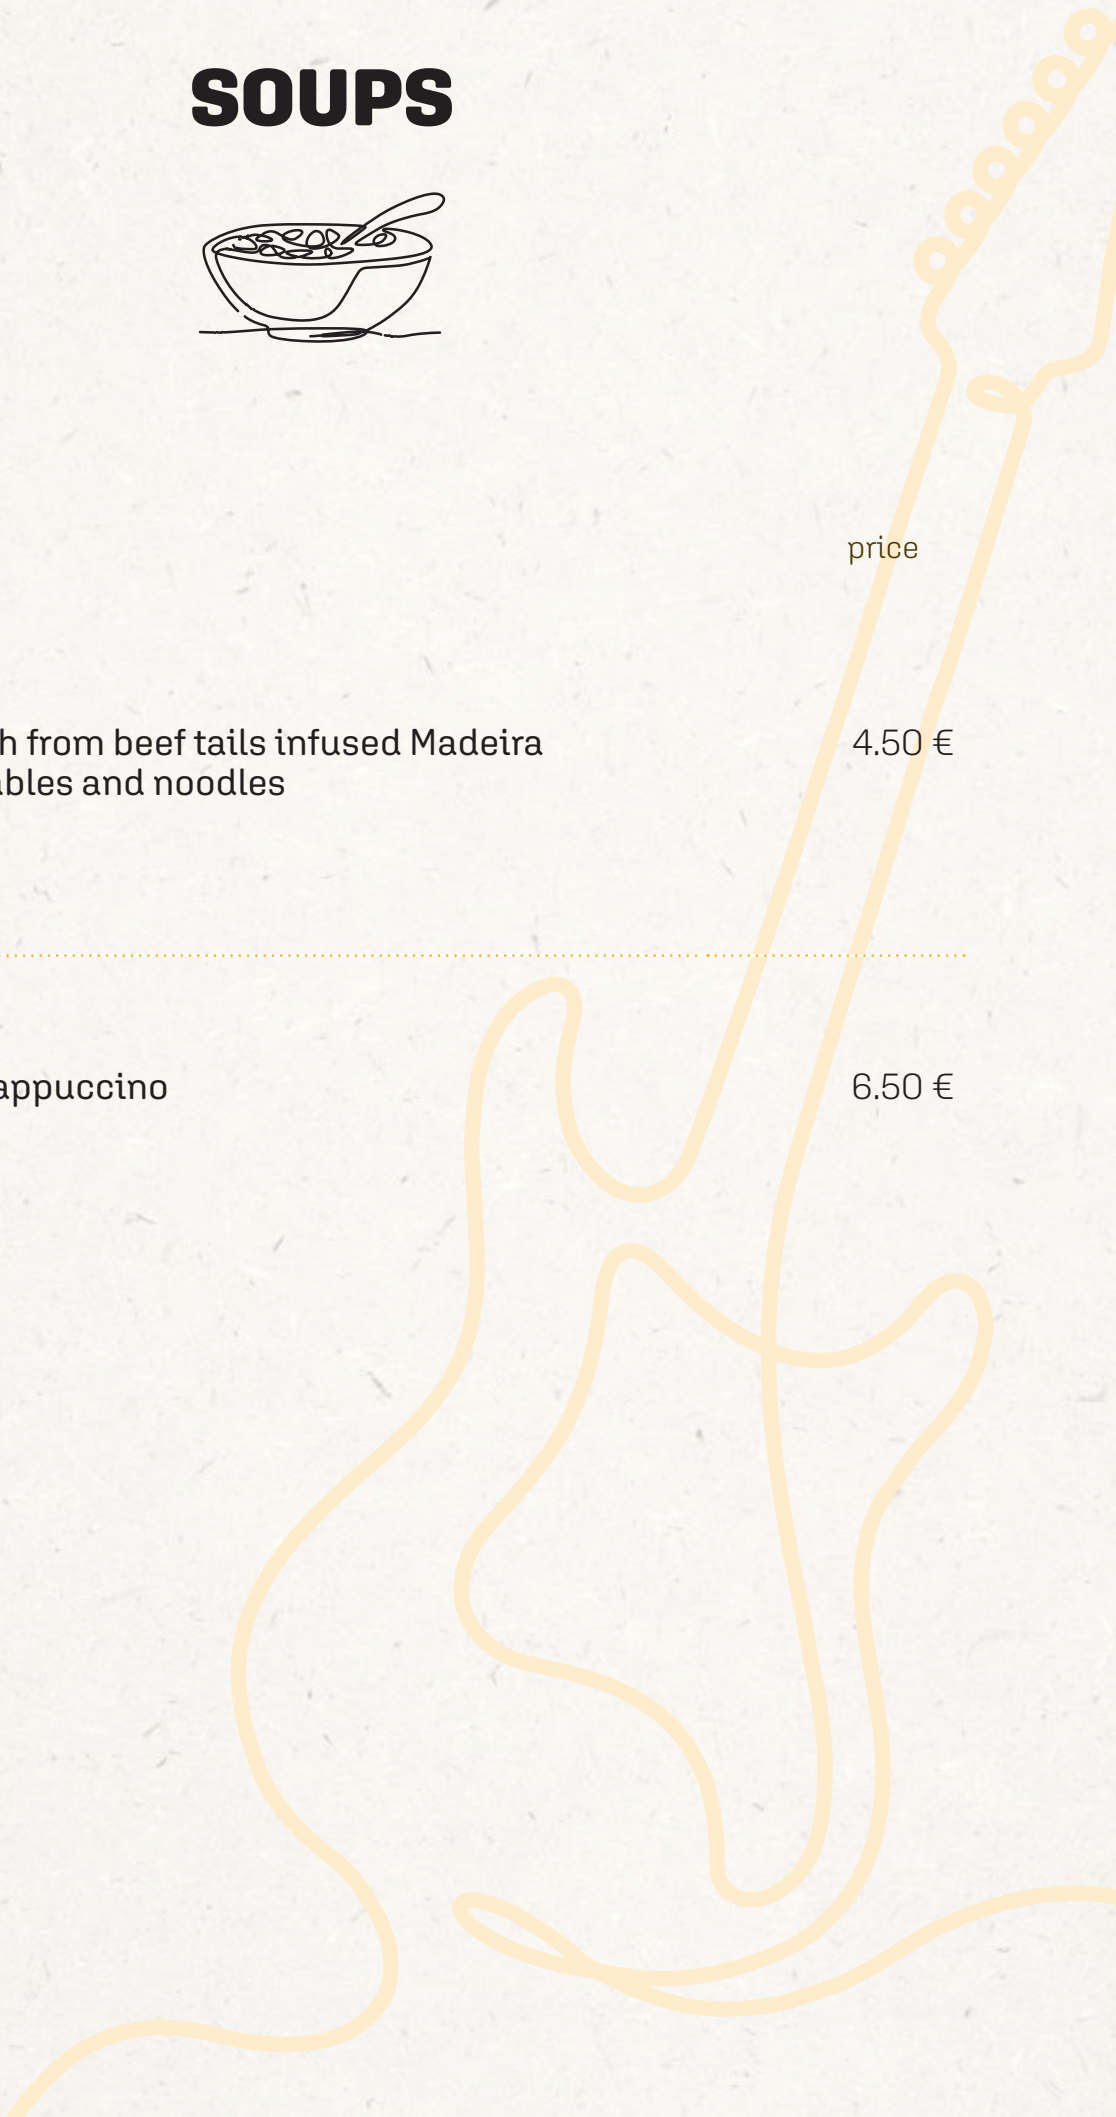 SOUPS
price
h from beef tails infused Madeira
4.50 €
ables and noodles
appuccino
6.50 €